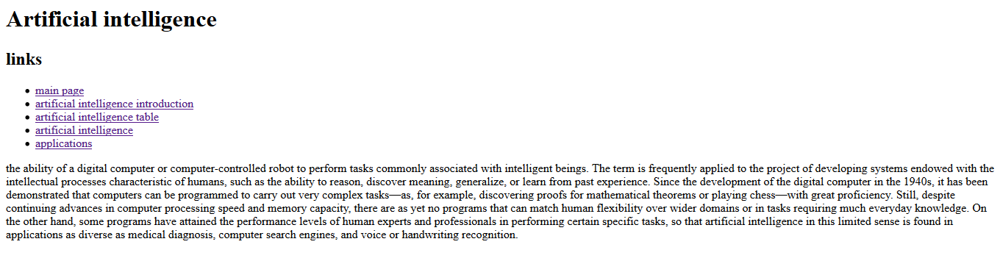 Artificial intelligence
links
main page
artificial intelligence introduction
artificial intelligence table
artificial intelligence
applications
the ability of a digital computer or computer-controlled robot to perform tasks commonly associated with intelligent beings. The term is frequently applied to the project of developing systems endowed with the
intellectual processes characteristic of humans, such as the ability to reason, discover meaning, generalize, or learn from past experience. Since the development of the digital computer in the 1940s, it has been
demonstrated that computers can be programmed to carry out very complex tasks—as, for example, discovering proofs for mathematical theorems or playing chess—with great proficiency. Still, despite
continuing advances in computer processing speed and memory capacity, there are as yet no programs that can match human flexibility over wider domains or in tasks requiring much everyday knowledge. On
the other hand, some programs have attained the performance levels of human experts and professionals in performing certain specific tasks, so that artificial intelligence in this limited sense is found in
applications as diverse as medical diagnosis, computer search engines, and voice or handwriting recognition.